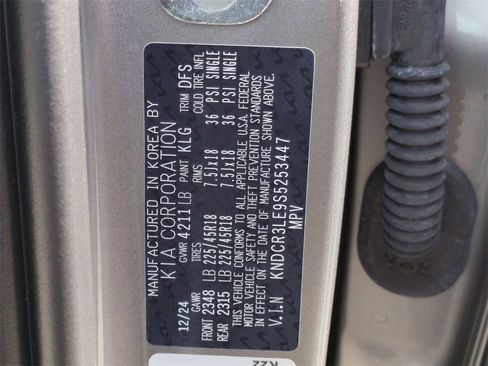 MANUFACTURED IN KOREA BY
KIA CORPORATION
12/24 GVWR 4211 LB PAINT KLG TRIM DFS
GAWR TIRES RIMS COLD TIRE INFL
FRONT 2348 LB 225/45R18 7.5JX18 36 PSI SINGLE
REAR 2315 LB 225/45R18 7.5JX18 36 PSI SINGLE
THIS VEHICLE CONFORMS TO ALL APPLICABLE U.S.A. FEDERAL
MOTOR VEHICLE SAFETY AND THEFT PREVENTION STANDARDS
IN EFFECT ON THE DATE OF MANUFACTURE SHOWN ABOVE.
V.I.N KNDCR3LE9S5253447
MPV
K22